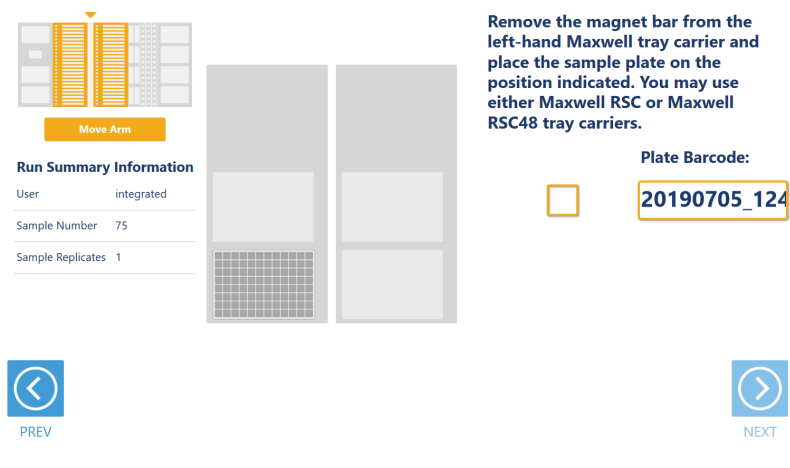 Move Arm
Run Summary Information
User integrated
Sample Number 75
Sample Replicates 1
Remove the magnet bar from the
left-hand Maxwell tray carrier and
place the sample plate on the
position indicated. You may use
either Maxwell RSC or Maxwell
RSC48 tray carriers.
Plate Barcode:
20190705_124
PREV
NEXT